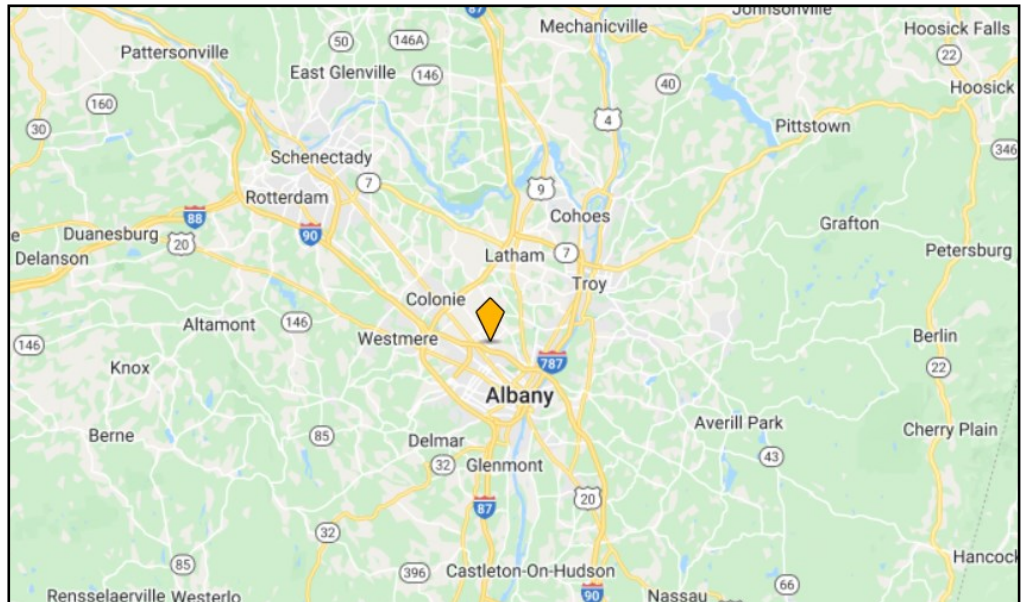 87
Mechanicville
Johnsonville
50
146A
Hoosick Falls
Pattersonville
22
East Glenville
146
40
Hoosick
160
4
30
Pittstown
346
Schenectady
7
9
Rotterdam
88
Cohoes
Grafton
e
Duanesburg
90
20
Petersburg
Delanson
Latham
7
Troy
Colonie
Altamont
146
Westmere
Berlin
146
787
Knox
22
Albany
Averill Park
Cherry Plain
Berne
85
Delmar
43
32
Glenmont
20
87
32
Hancock
85
396
Castleton-On-Hudson
66
90
Rensselaerville
Westerlo
Nassau